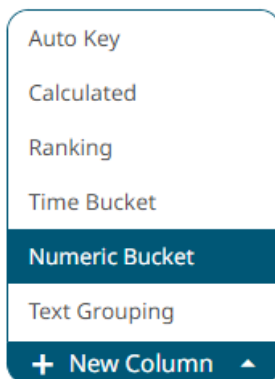 Auto Key
Calculated
Ranking
Time Bucket
Numeric Bucket
Text Grouping
+ New Column